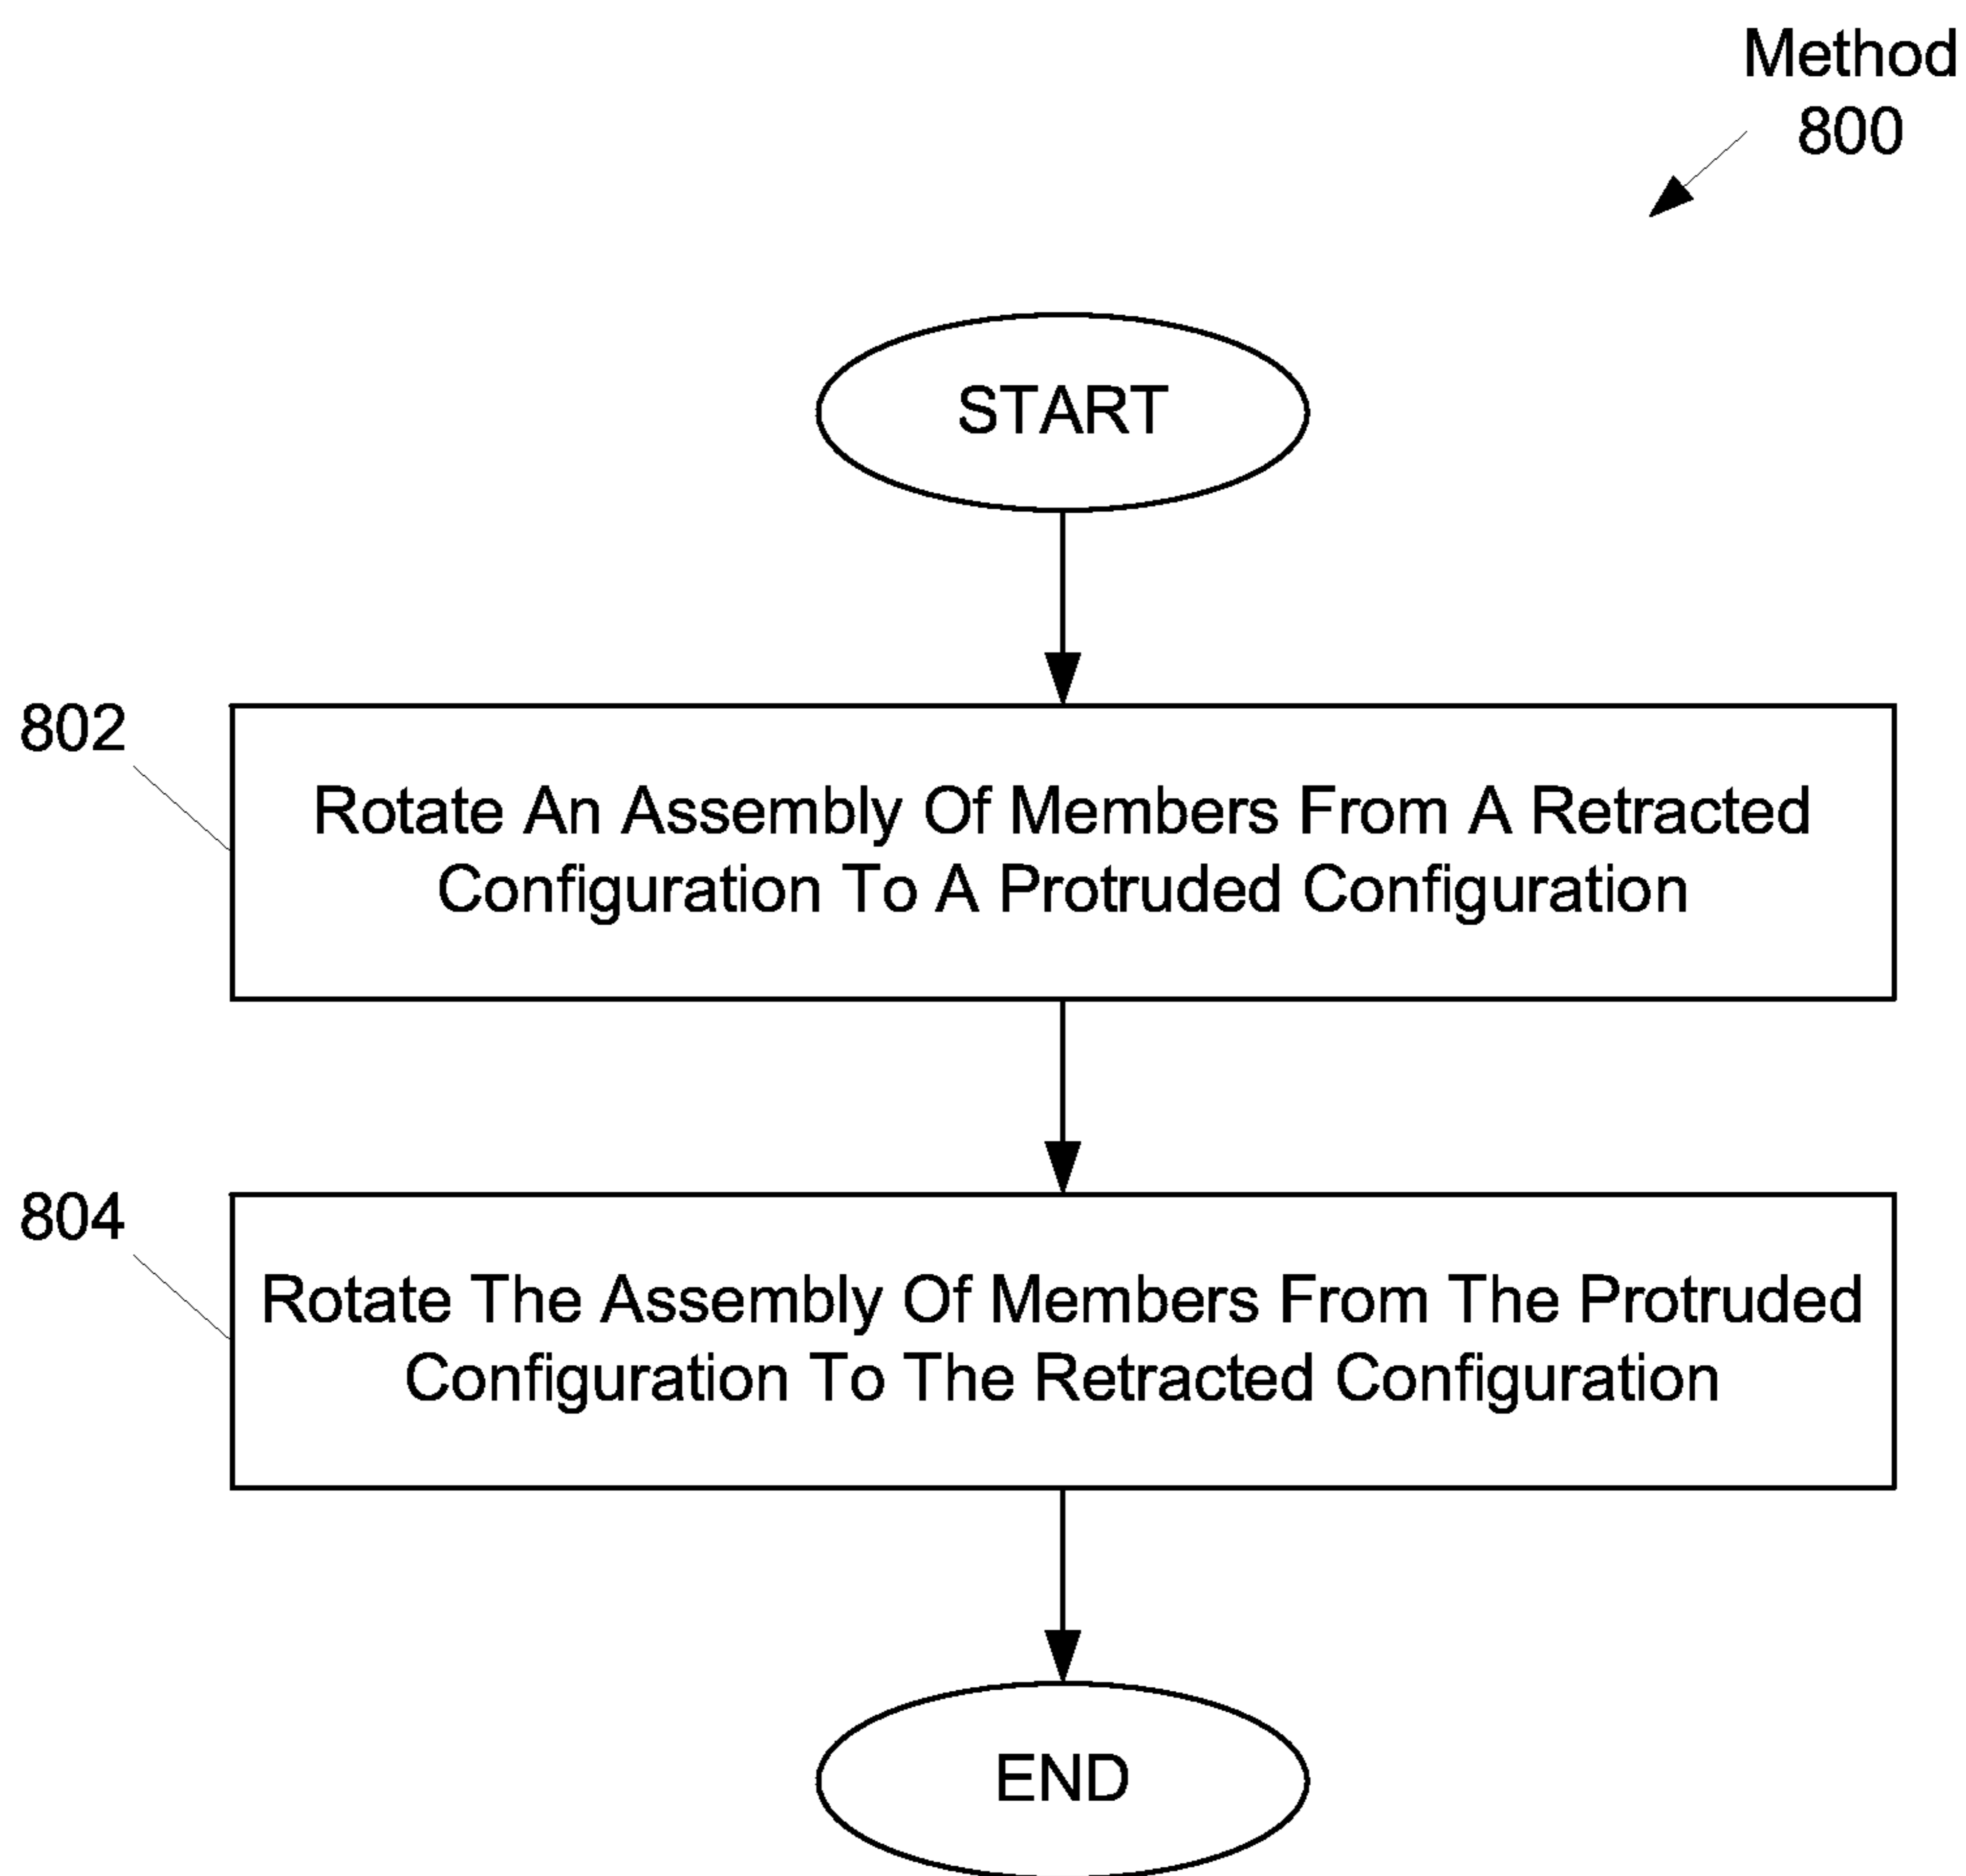 Method
800
START
802
Rotate An Assembly Of Members From A Retracted
Configuration To A Protruded Configuration
804
Rotate The Assembly Of Members From The Protruded
Configuration To The Retracted Configuration
END